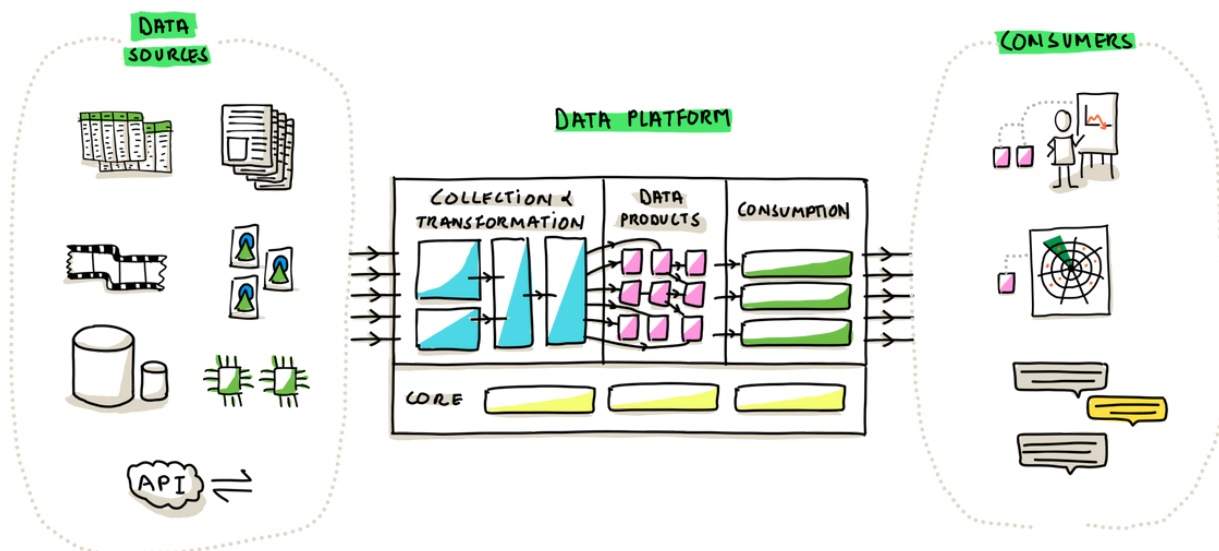 DATA
SOURCES
API
DATA PLATFORM
COLLECTION &
TRANSFORMATION
DATA
PRODUCTS
CONSUMPTION
CORE
CONSUMERS